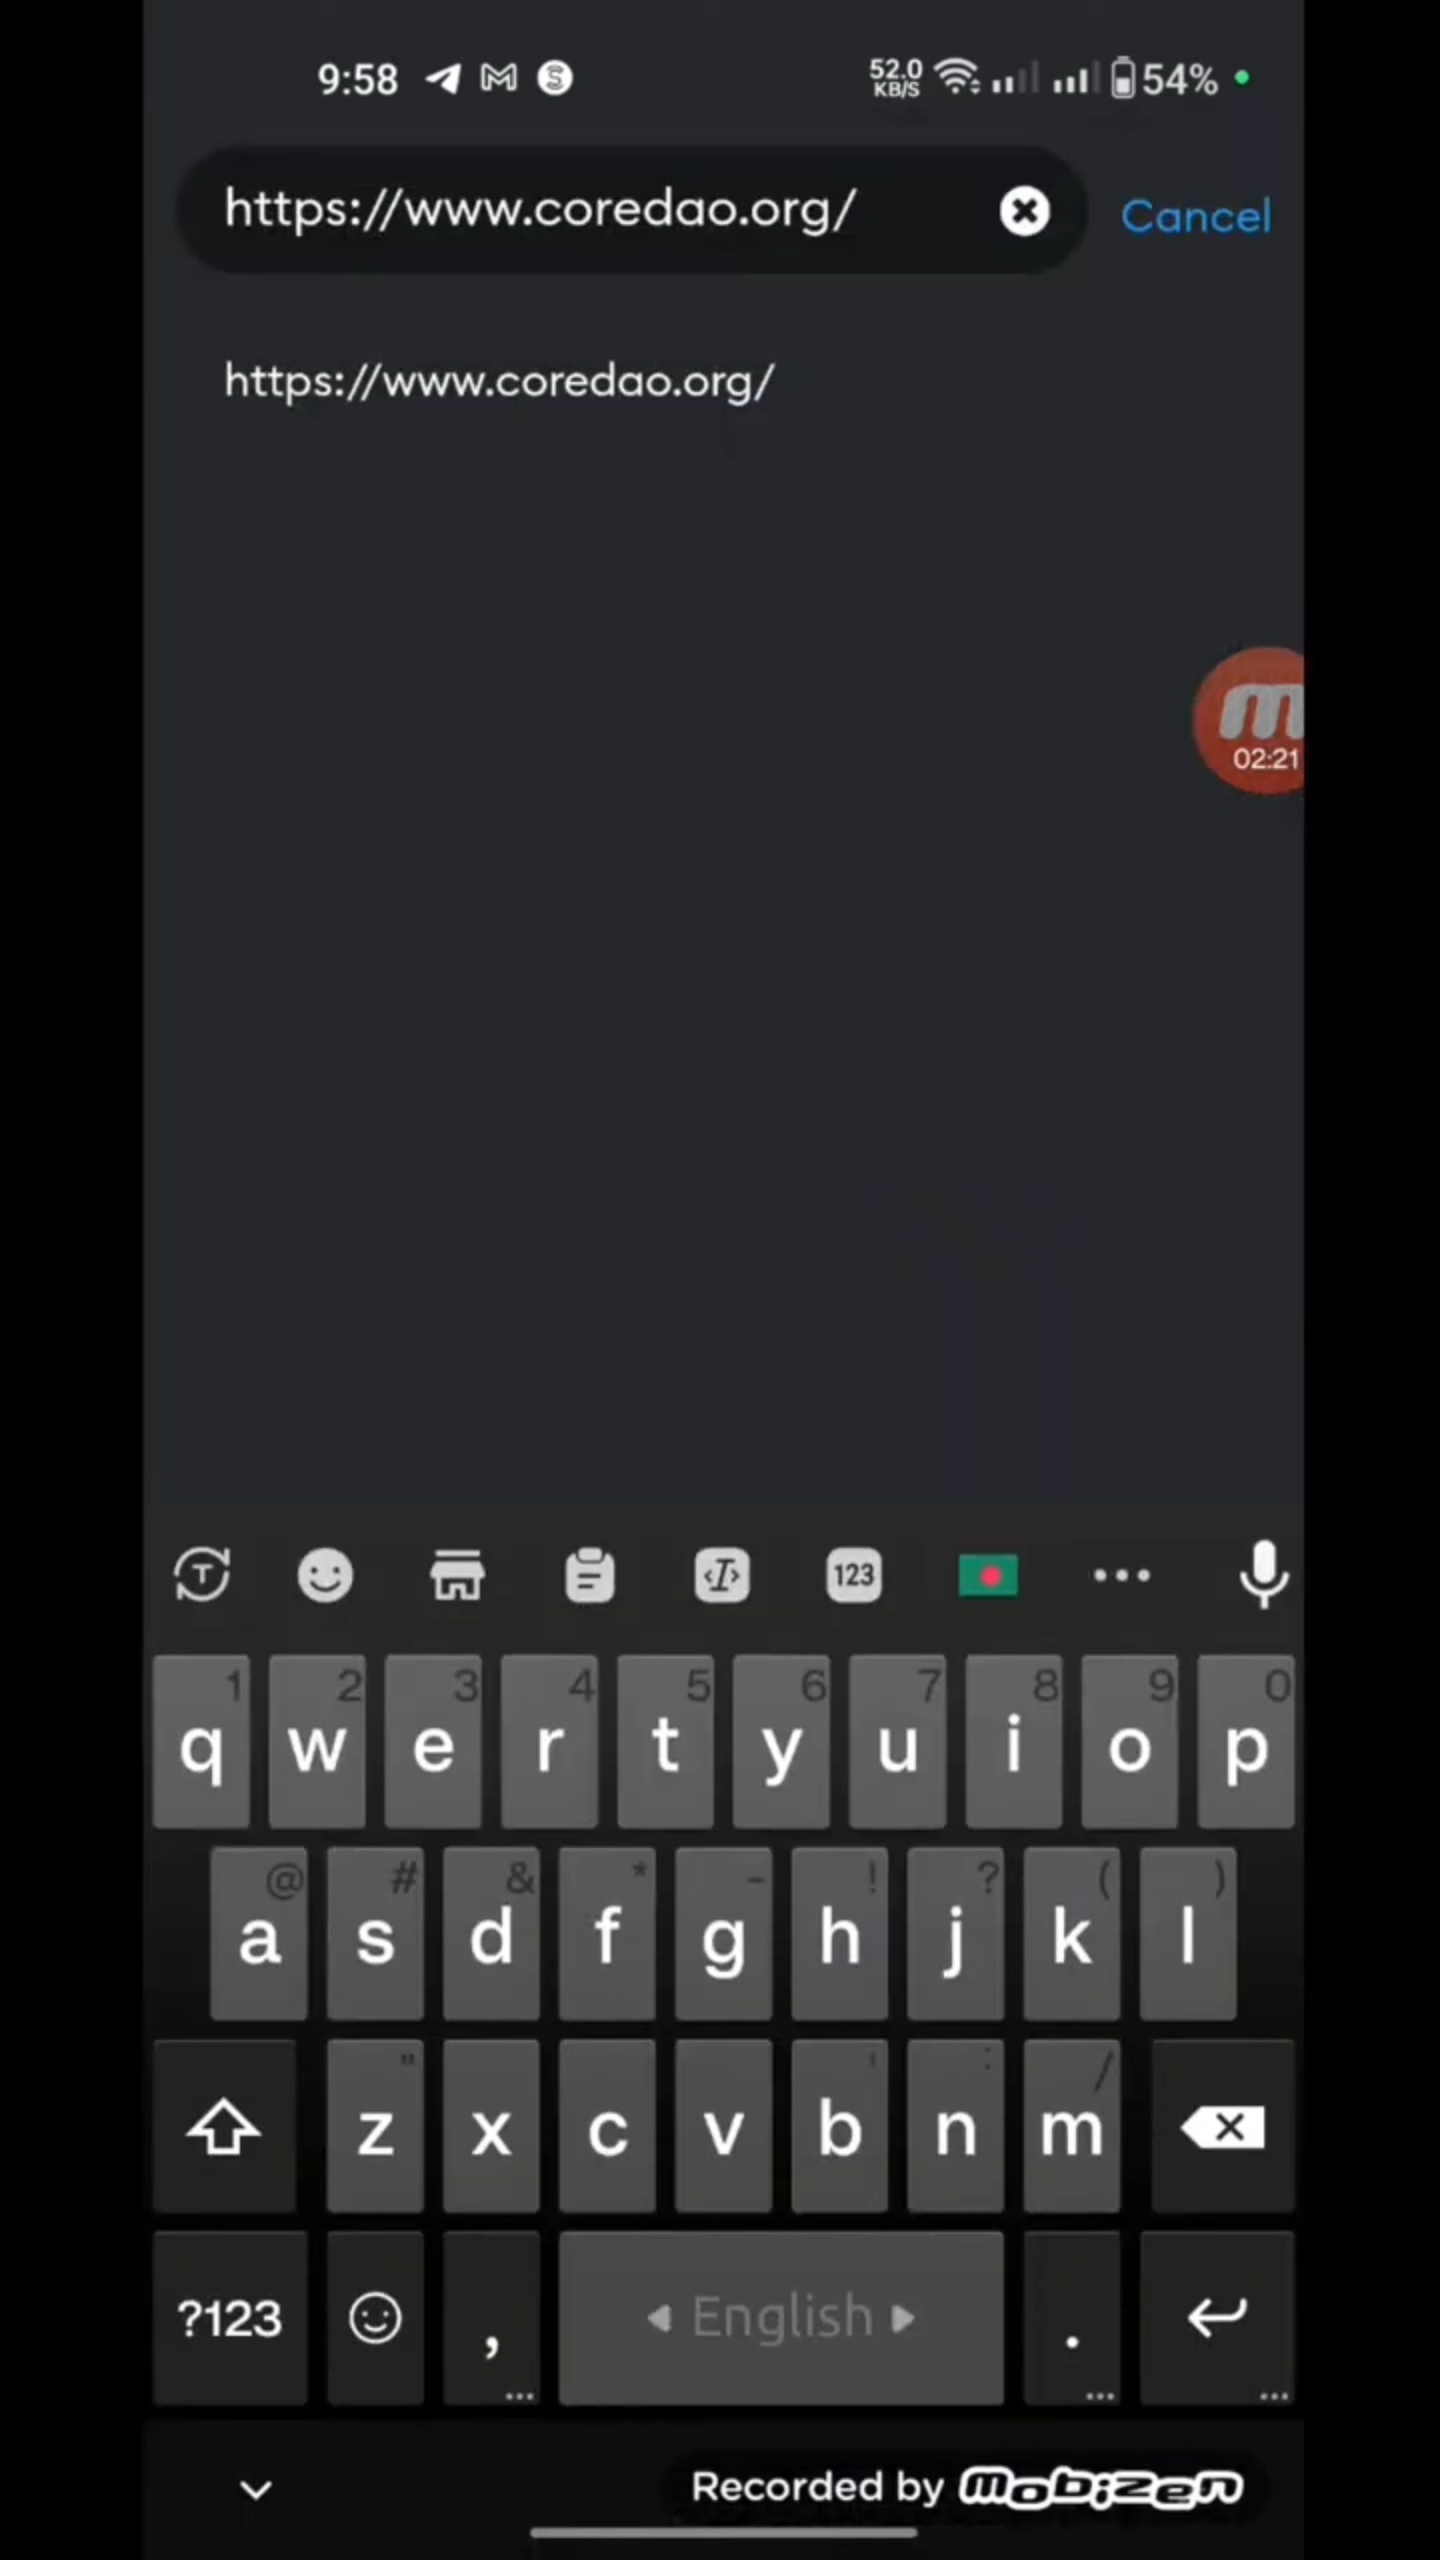 9:58
52.0
KB/S
54%
https://www.coredao.org/
Cancel
https://www.coredao.org/
m
02:21
T
123
1 2 3 4 5 6 7 8 9 0
q w e r t y u i o p
@ # & * - ! ? ( )
a s d f g h j k l
" ' : /
z x c v b n m
?123 , English .
Recorded by mobizen